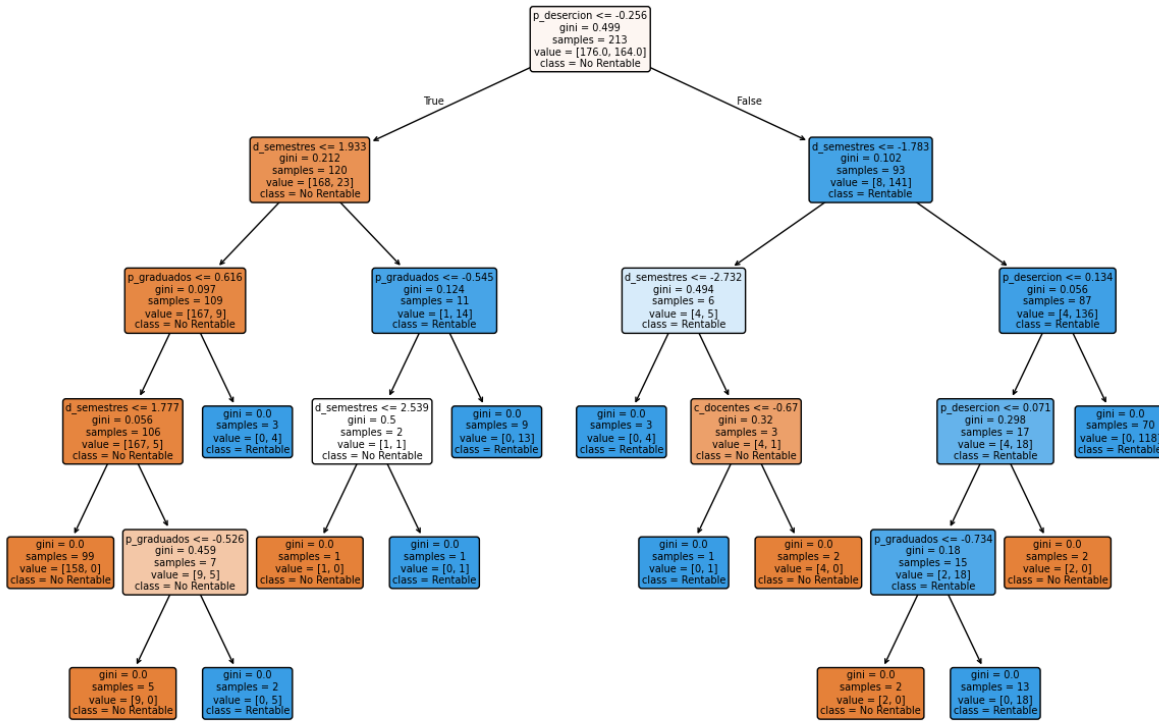 p_desercion <= -0.256
gini = 0.499
samples = 213
value = [176.0, 164.0]
class = No Rentable
True
False
d_semestres <= 1.933
gini = 0.212
samples = 120
value = [168, 23]
class = No Rentable
d_semestres <= -1.783
gini = 0.102
samples = 93
value = [8, 141]
class = Rentable
p_graduados <= 0.616
gini = 0.097
samples = 109
value = [167, 9]
class = No Rentable
p_graduados <= -0.545
gini = 0.124
samples = 11
value = [1, 14]
class = Rentable
d_semestres <= -2.732
gini = 0.494
samples = 6
value = [4, 5]
class = Rentable
p_desercion <= 0.134
gini = 0.056
samples = 87
value = [4, 136]
class = Rentable
d_semestres <= 1.777
gini = 0.056
samples = 106
value = [167, 5]
class = No Rentable
gini = 0.0
samples = 3
value = [0, 4]
class = Rentable
d_semestres <= 2.539
gini = 0.5
samples = 2
value = [1, 1]
class = No Rentable
gini = 0.0
samples = 9
value = [0, 13]
class = Rentable
gini = 0.0
samples = 3
value = [0, 4]
class = Rentable
c_docentes <= -0.67
gini = 0.32
samples = 3
value = [4, 1]
class = No Rentable
p_desercion <= 0.071
gini = 0.298
samples = 17
value = [4, 18]
class = Rentable
gini = 0.0
samples = 70
value = [0, 118]
class = Rentable
gini = 0.0
samples = 99
value = [158, 0]
class = No Rentable
p_graduados <= -0.526
gini = 0.459
samples = 7
value = [9, 5]
class = No Rentable
gini = 0.0
samples = 1
value = [1, 0]
class = No Rentable
gini = 0.0
samples = 1
value = [0, 1]
class = Rentable
gini = 0.0
samples = 1
value = [0, 1]
class = Rentable
gini = 0.0
samples = 2
value = [4, 0]
class = No Rentable
p_graduados <= -0.734
gini = 0.18
samples = 15
value = [2, 18]
class = Rentable
gini = 0.0
samples = 2
value = [2, 0]
class = No Rentable
gini = 0.0
samples = 5
value = [9, 0]
class = No Rentable
gini = 0.0
samples = 2
value = [0, 5]
class = Rentable
gini = 0.0
samples = 2
value = [2, 0]
class = No Rentable
gini = 0.0
samples = 13
value = [0, 18]
class = Rentable